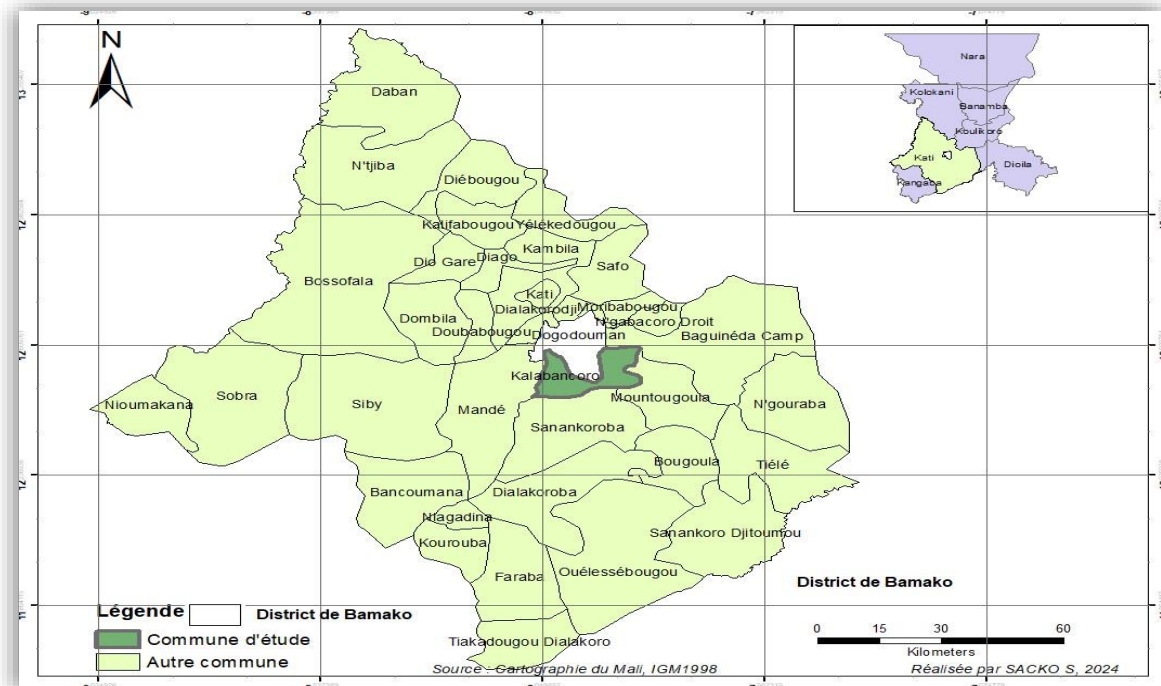 N
Daban
N'tjiba
Diébougou
Katifabougou
Yélékedougou
Kambila
Dio Gare
Diago
Safo
Bossofala
Kati
Dialakorodji
Moribabougou
Dombila
Doubabougou
Dogodouman
N'gabacoro Droit
Baguinéda Camp
Kalabancoro
Nioumakana
Sobra
Siby
Mandé
Mountougoula
N'gouraba
Sanankoroba
Bougoula
Tiélé
Bancoumana
Dialakoroba
Niagadina
Kourouba
Sanankoro Djitoumou
Faraba
Ouélessébougou
Tiakadougou Dialakoro
Nara
Kolokani
Banamba
Koulikoro
Kati
Dioila
Kangaba
District de Bamako
0 15 30 60
Kilometers
Légende
District de Bamako
Commune d'étude
Autre commune
Source : Cartographie du Mali, IGM1998
Réalisée par SACKO S, 2024